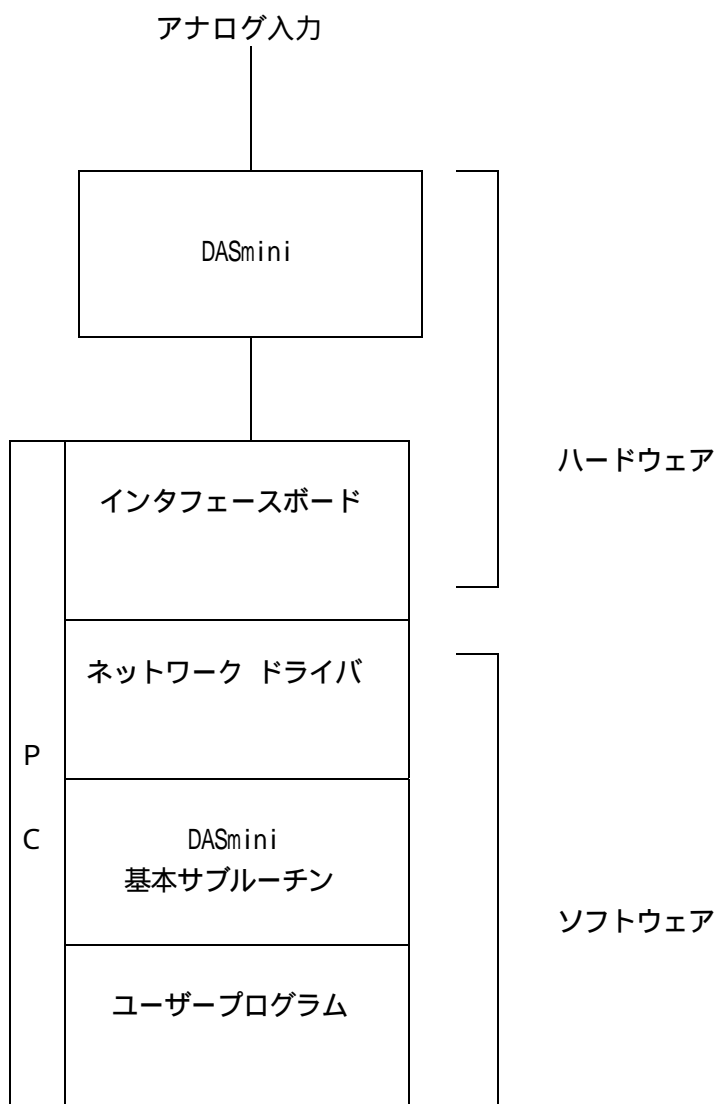 アナログ入力
DASmini
ハードウェア
インタフェースボード
ネットワーク ドライバ
P
C
DASmini
基本サブルーチン
ソフトウェア
ユーザープログラム